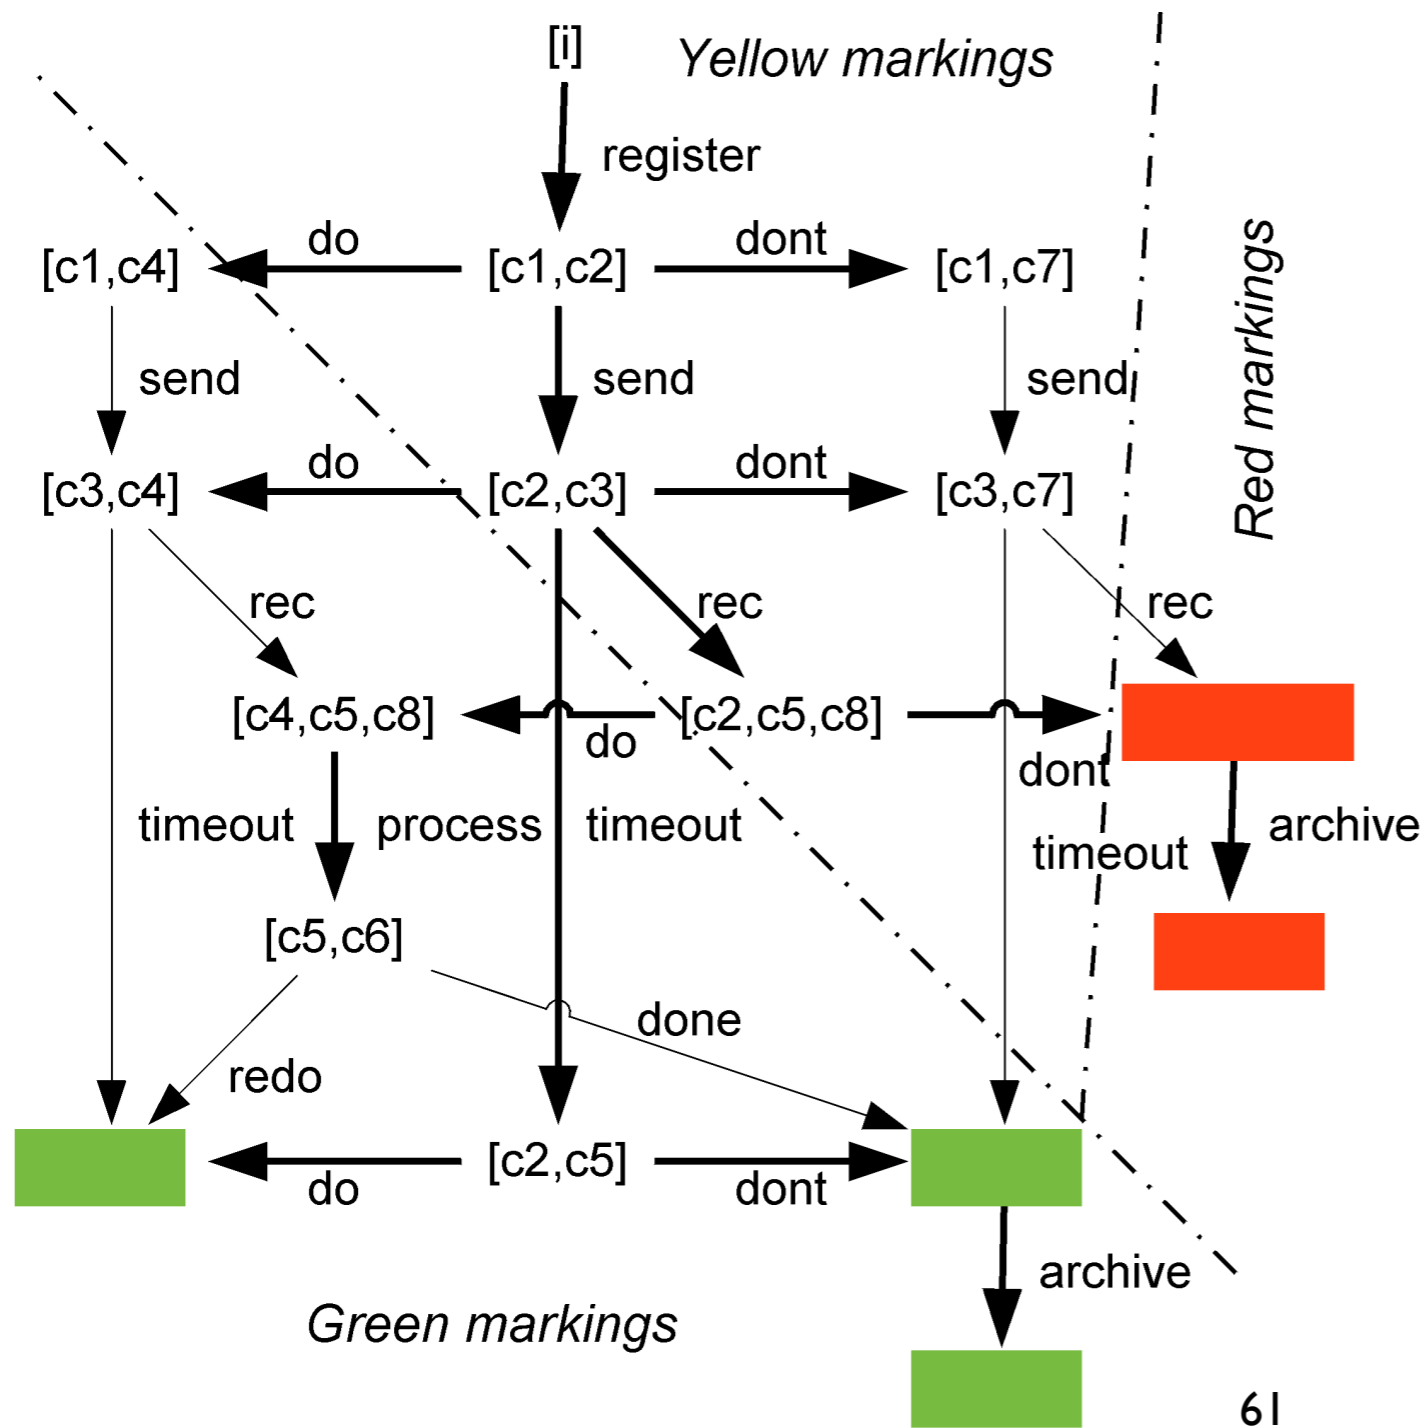 [i]
Yellow markings
register
do
dont
[c1,c4]
[c1,c2]
[c1,c7]
Red markings
send
send
send
do
dont
[c3,c4]
[c2,c3]
[c3,c7]
rec
rec
rec
[c4,c5,c8]
[c2,c5,c8]
do
dont
timeout
process
timeout
timeout
archive
[c5,c6]
done
redo
[c2,c5]
do
dont
archive
Green markings
61